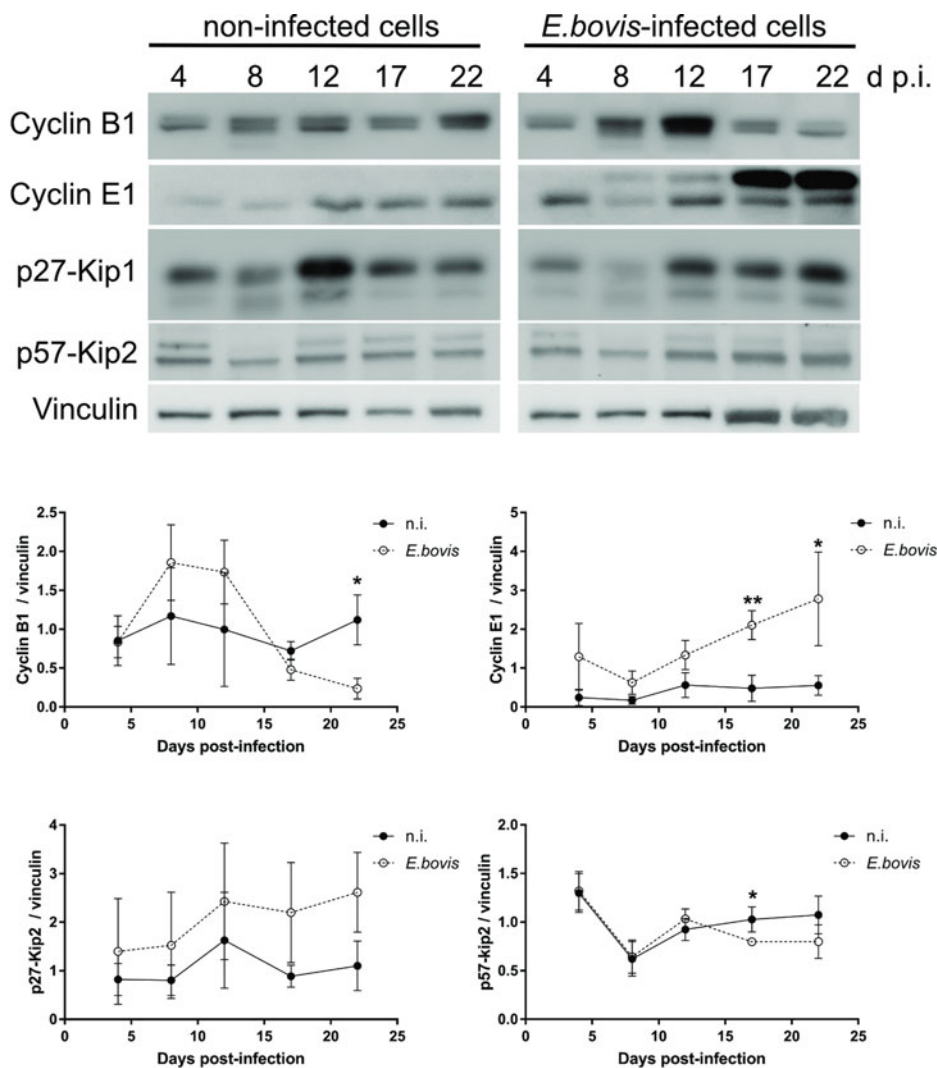 non-infected cells E.bovis-infected cells
4 8 12 17 22 4 8 12 17 22 d p.i.
Cyclin B1
Cyclin E1
p27-Kip1
p57-Kip2
Vinculin
2.5
2.0
1.5
1.0
0.5
0.0
Cyclin B1 / vinculin
n.i.
E.bovis
*
0 5 10 15 20 25
Days post-infection
5
4
3
2
1
0
Cyclin E1 / vinculin
n.i.
E.bovis
**
*
0 5 10 15 20 25
Days post-infection
4
3
2
1
0
p27-Kip2 / vinculin
n.i.
E.bovis
0 5 10 15 20 25
Days post-infection
2.0
1.5
1.0
0.5
0.0
p57-kip2 / vinculin
n.i.
E.bovis
*
0 5 10 15 20 25
Days post-infection